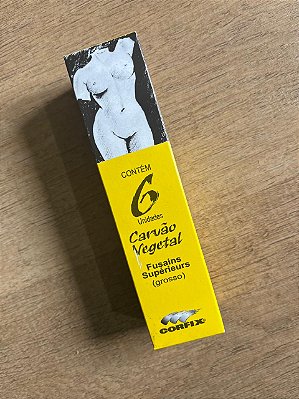 CONTÉM
6
Unidades
Carvão
Vegetal
Fusains
Supérieurs
(grosso)
CORFIX®